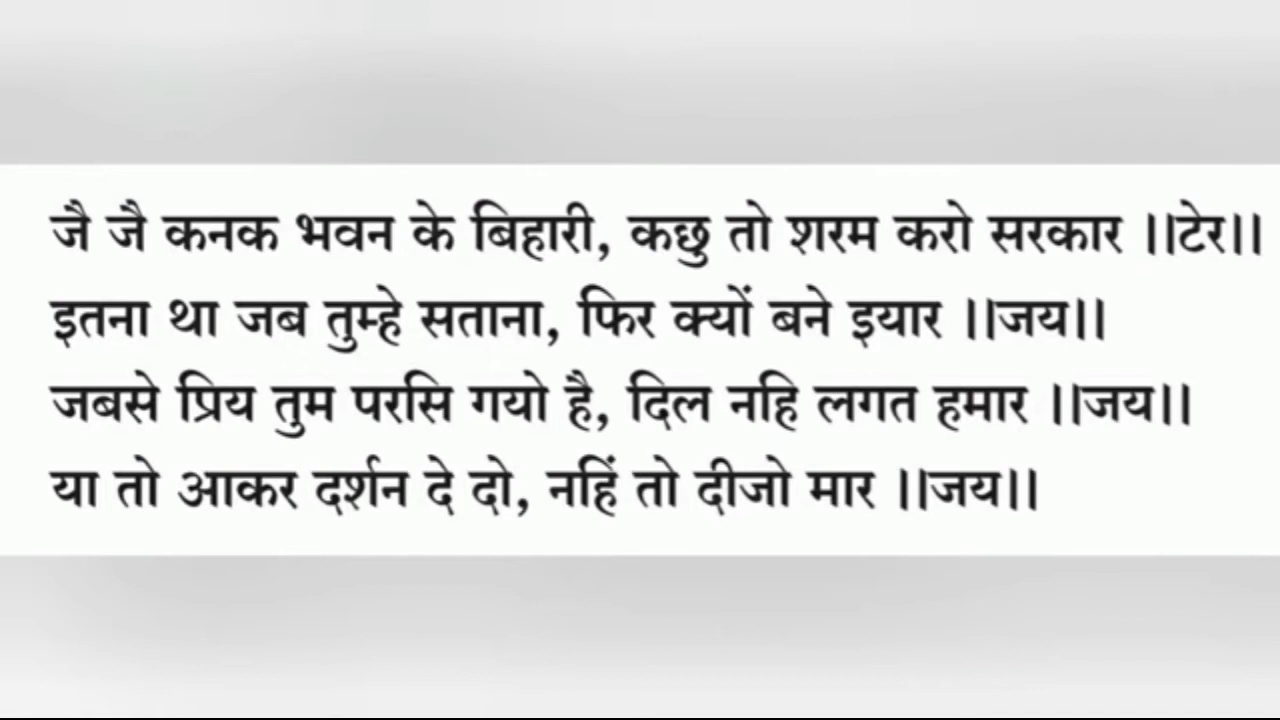 जै जै कनक भवन के बिहारी, कछु तो शरम करो सरकार ।।टेर।।
इतना था जब तुम्हे सताना, फिर क्यों बने इयार ।।जय।।
जबसे प्रिय तुम परसि गयो है, दिल नहि लगत हमार ।।जय।।
या तो आकर दर्शन दे दो, नहिं तो दीजो मार ।।जय।।